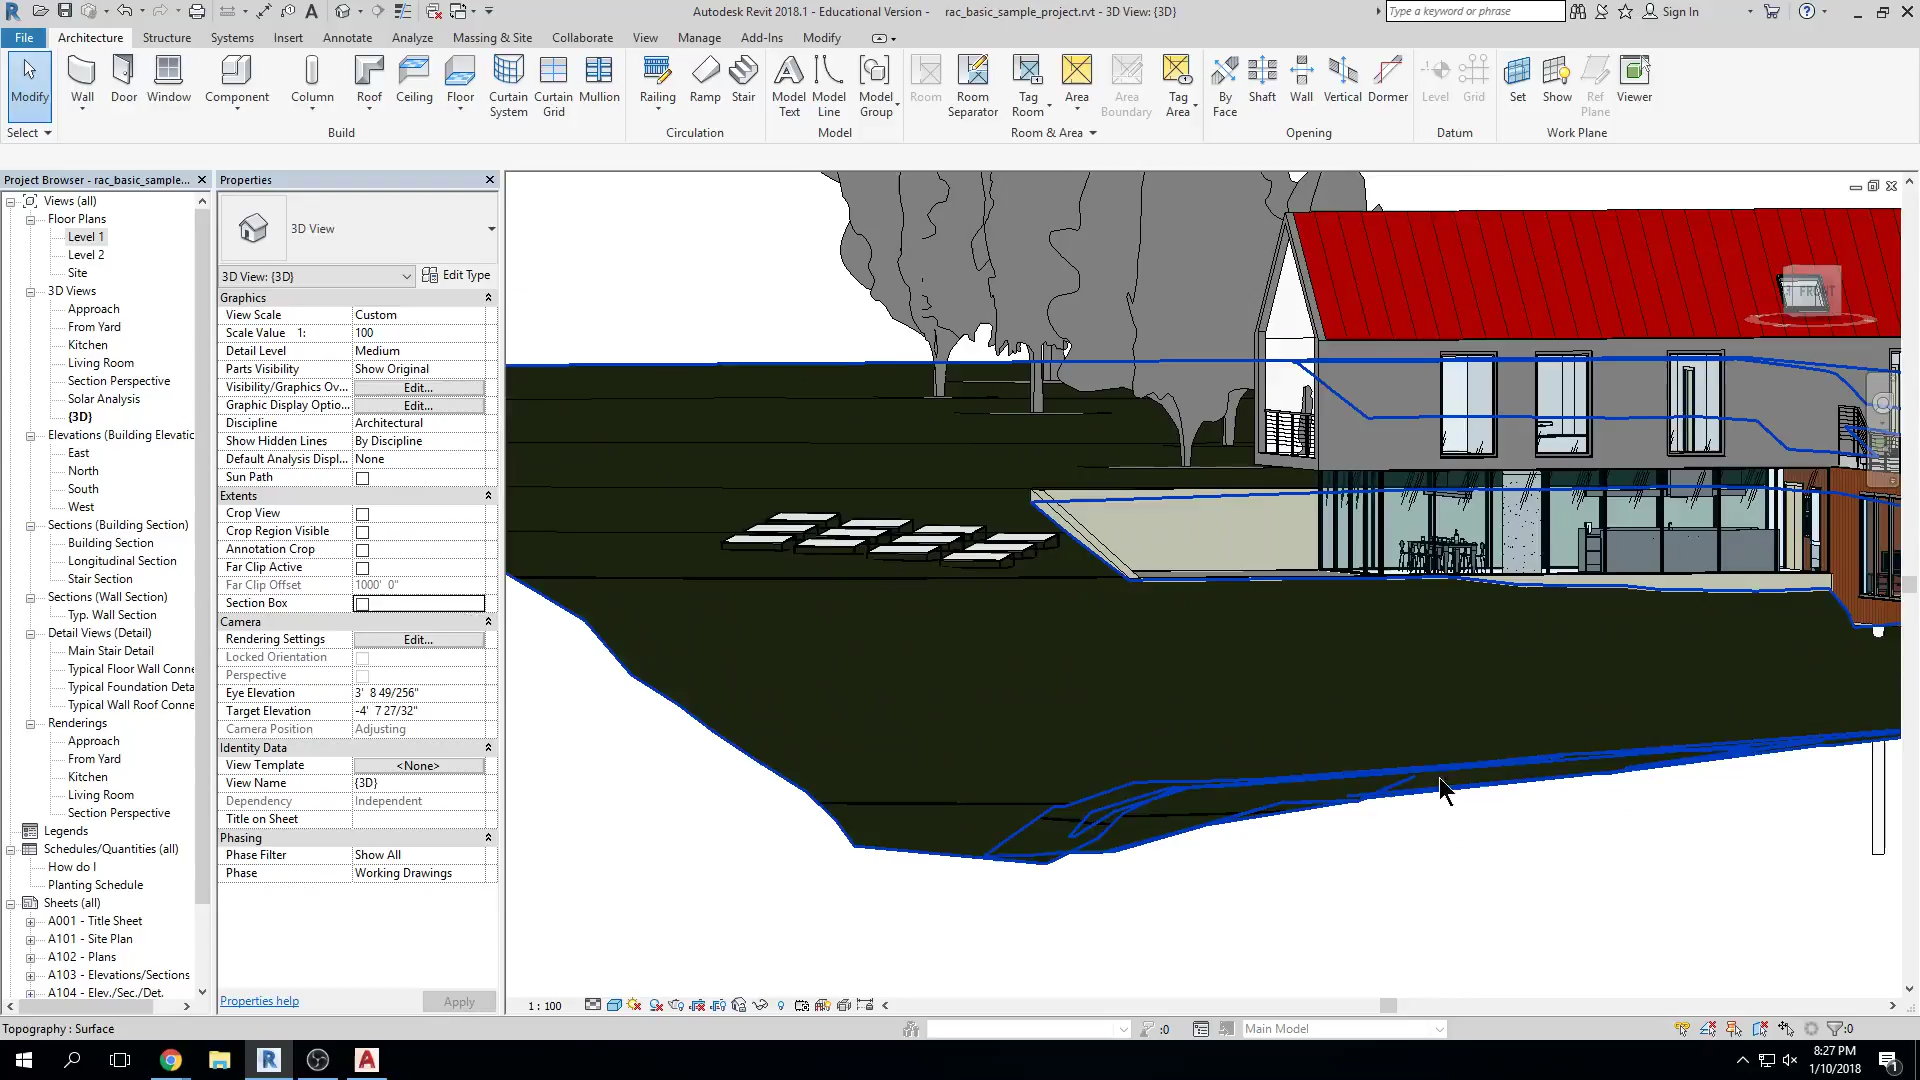 Autodesk Revit 2018.1 - Educational Version - rac_basic_sample_project.rvt - 3D View: {3D}
Type a keyword or phrase
Sign In
File Architecture Structure Systems Insert Annotate Analyze Massing & Site Collaborate View Manage Add-Ins Modify
Modify Wall Door Window Component Column Roof Ceiling Floor Curtain System Curtain Grid Mullion Railing Ramp Stair Model Text Model Line Model Group Room Room Separator Tag Room Area Area Boundary Tag Area By Face Shaft Wall Vertical Dormer Level Grid Set Show Ref Plane Viewer
Select Build Circulation Model Room & Area Opening Datum Work Plane
Project Browser - rac_basic_sample...
Views (all)
Floor Plans
Level 1
Level 2
Site
3D Views
Approach
From Yard
Kitchen
Living Room
Section Perspective
Solar Analysis
{3D}
Elevations (Building Elevatic
East
North
South
West
Sections (Building Section)
Building Section
Longitudinal Section
Stair Section
Sections (Wall Section)
Typ. Wall Section
Detail Views (Detail)
Main Stair Detail
Typical Floor Wall Conne
Typical Foundation Deta
Typical Wall Roof Conne
Renderings
Approach
From Yard
Kitchen
Living Room
Section Perspective
Legends
Schedules/Quantities (all)
How do I
Planting Schedule
Sheets (all)
A001 - Title Sheet
A101 - Site Plan
A102 - Plans
A103 - Elevations/Sections
A104 - Elev./Sec./Det.
Properties
3D View
3D View: {3D} Edit Type
Graphics
View Scale Custom
Scale Value 1: 100
Detail Level Medium
Parts Visibility Show Original
Visibility/Graphics Ov... Edit...
Graphic Display Optio... Edit...
Discipline Architectural
Show Hidden Lines By Discipline
Default Analysis Displ... None
Sun Path
Extents
Crop View
Crop Region Visible
Annotation Crop
Far Clip Active
Far Clip Offset 1000' 0"
Section Box
Camera
Rendering Settings Edit...
Locked Orientation
Perspective
Eye Elevation 3' 8 49/256"
Target Elevation -4' 7 27/32"
Camera Position Adjusting
Identity Data
View Template <None>
View Name {3D}
Dependency Independent
Title on Sheet
Phasing
Phase Filter Show All
Phase Working Drawings
Properties help Apply
FRONT
1 : 100
Topography : Surface
:0
Main Model
:0
8:27 PM
1/10/2018
1